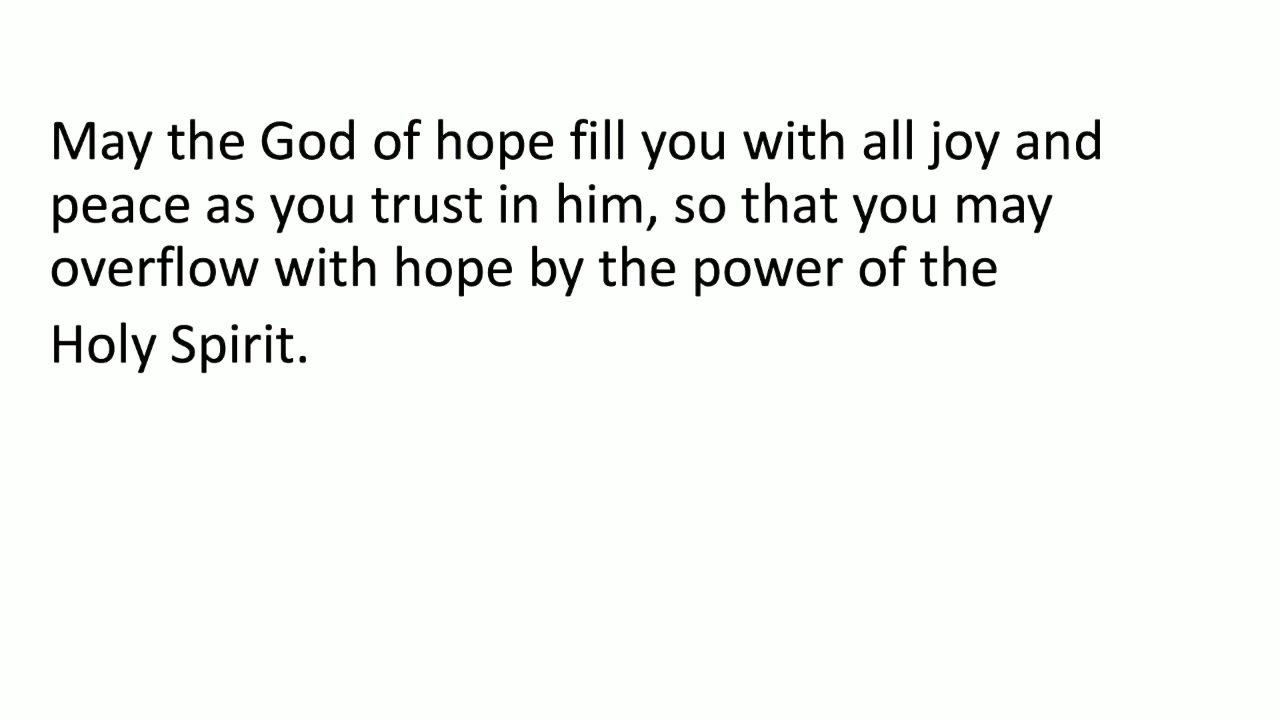 May the God of hope fill you with all joy and
peace as you trust in him, so that you may
overflow with hope by the power of the
Holy Spirit.